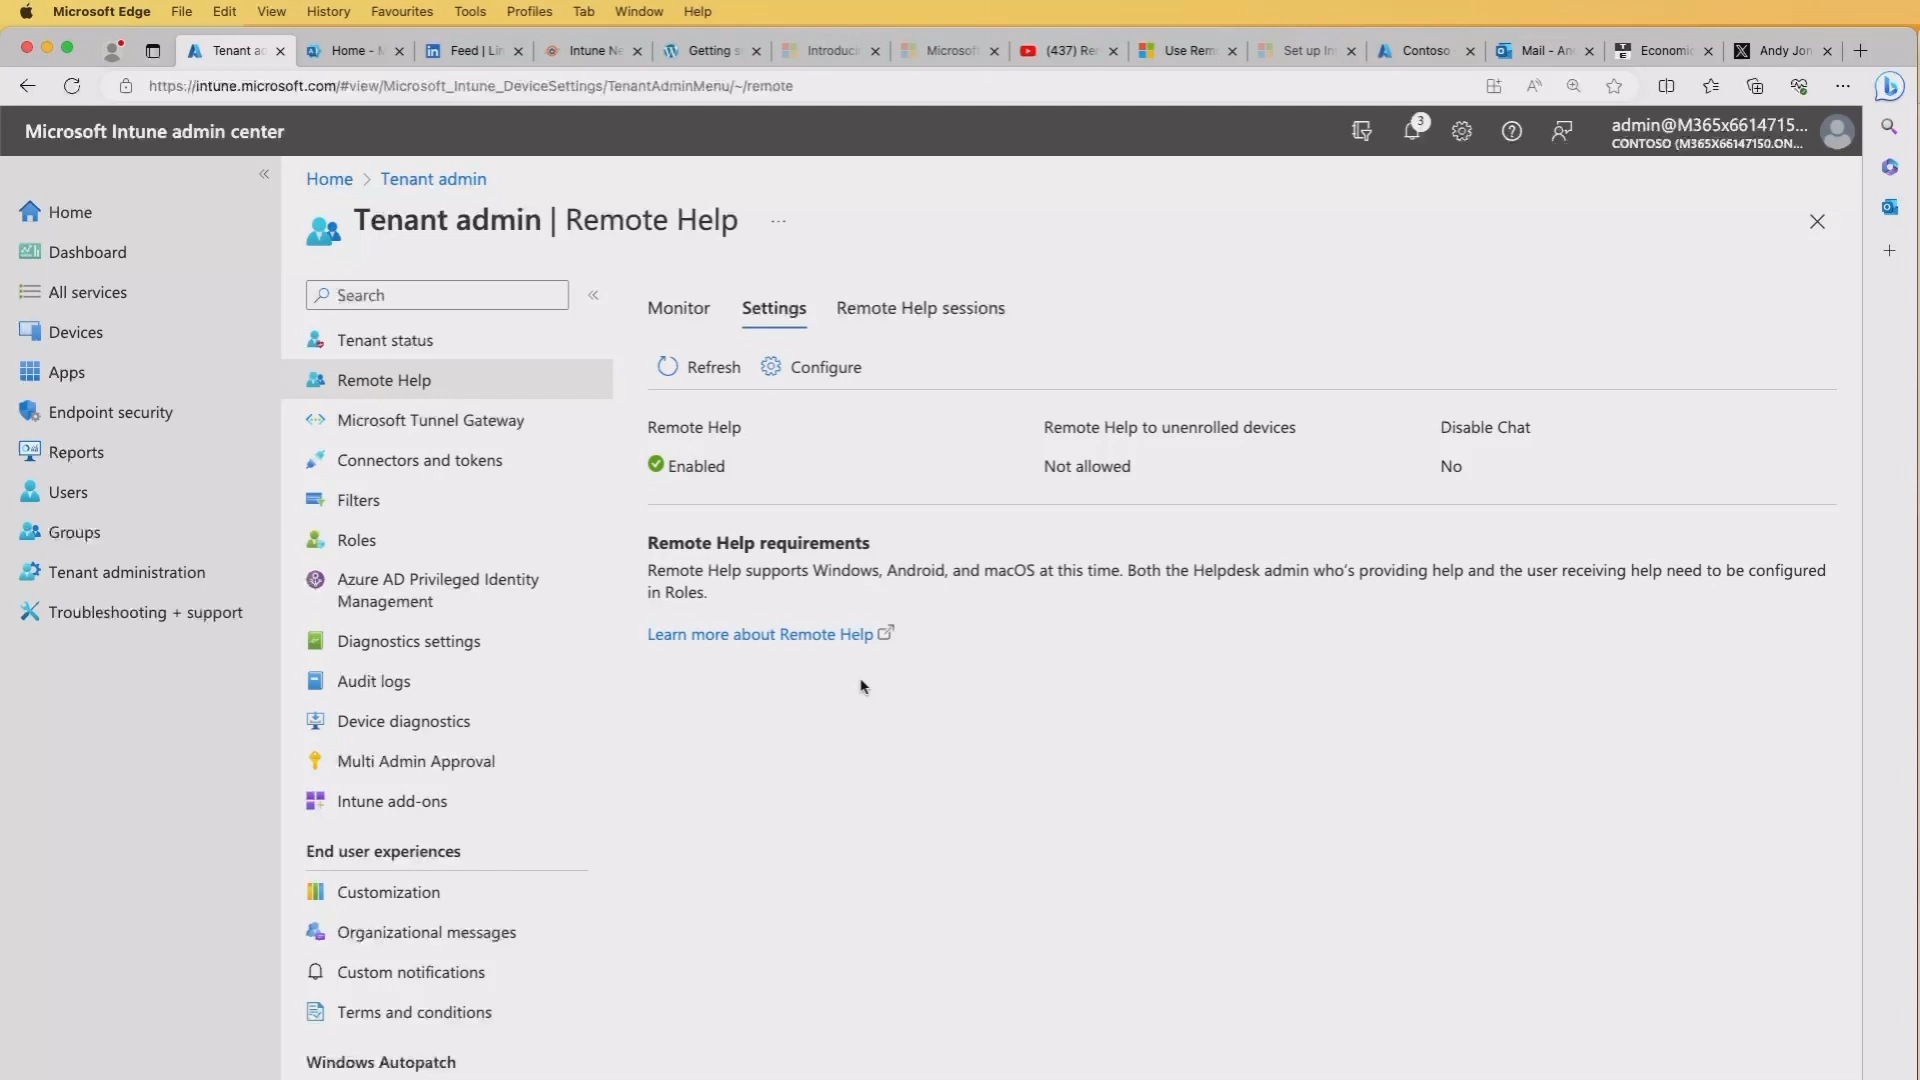 Microsoft Edge File Edit View History Favourites Tools Profiles Tab Window Help
Tenant ad Home - M Feed | Lin Intune Ne Getting s Introduc Microsoft (437) Re Use Rem Set up In Contoso Mail - An Economic Andy Jon
https://intune.microsoft.com/#view/Microsoft_Intune_DeviceSettings/TenantAdminMenu/~/remote
Microsoft Intune admin center
3
admin@M365x6614715...
CONTOSO (M365X66147150.ON...
Home
Dashboard
All services
Devices
Apps
Endpoint security
Reports
Users
Groups
Tenant administration
Troubleshooting + support
Home > Tenant admin
Tenant admin | Remote Help ...
Search
Tenant status
Remote Help
Microsoft Tunnel Gateway
Connectors and tokens
Filters
Roles
Azure AD Privileged Identity
Management
Diagnostics settings
Audit logs
Device diagnostics
Multi Admin Approval
Intune add-ons
End user experiences
Customization
Organizational messages
Custom notifications
Terms and conditions
Windows Autopatch
Monitor Settings Remote Help sessions
Refresh Configure
Remote Help Remote Help to unenrolled devices Disable Chat
Enabled Not allowed No
Remote Help requirements
Remote Help supports Windows, Android, and macOS at this time. Both the Helpdesk admin who's providing help and the user receiving help need to be configured
in Roles.
Learn more about Remote Help